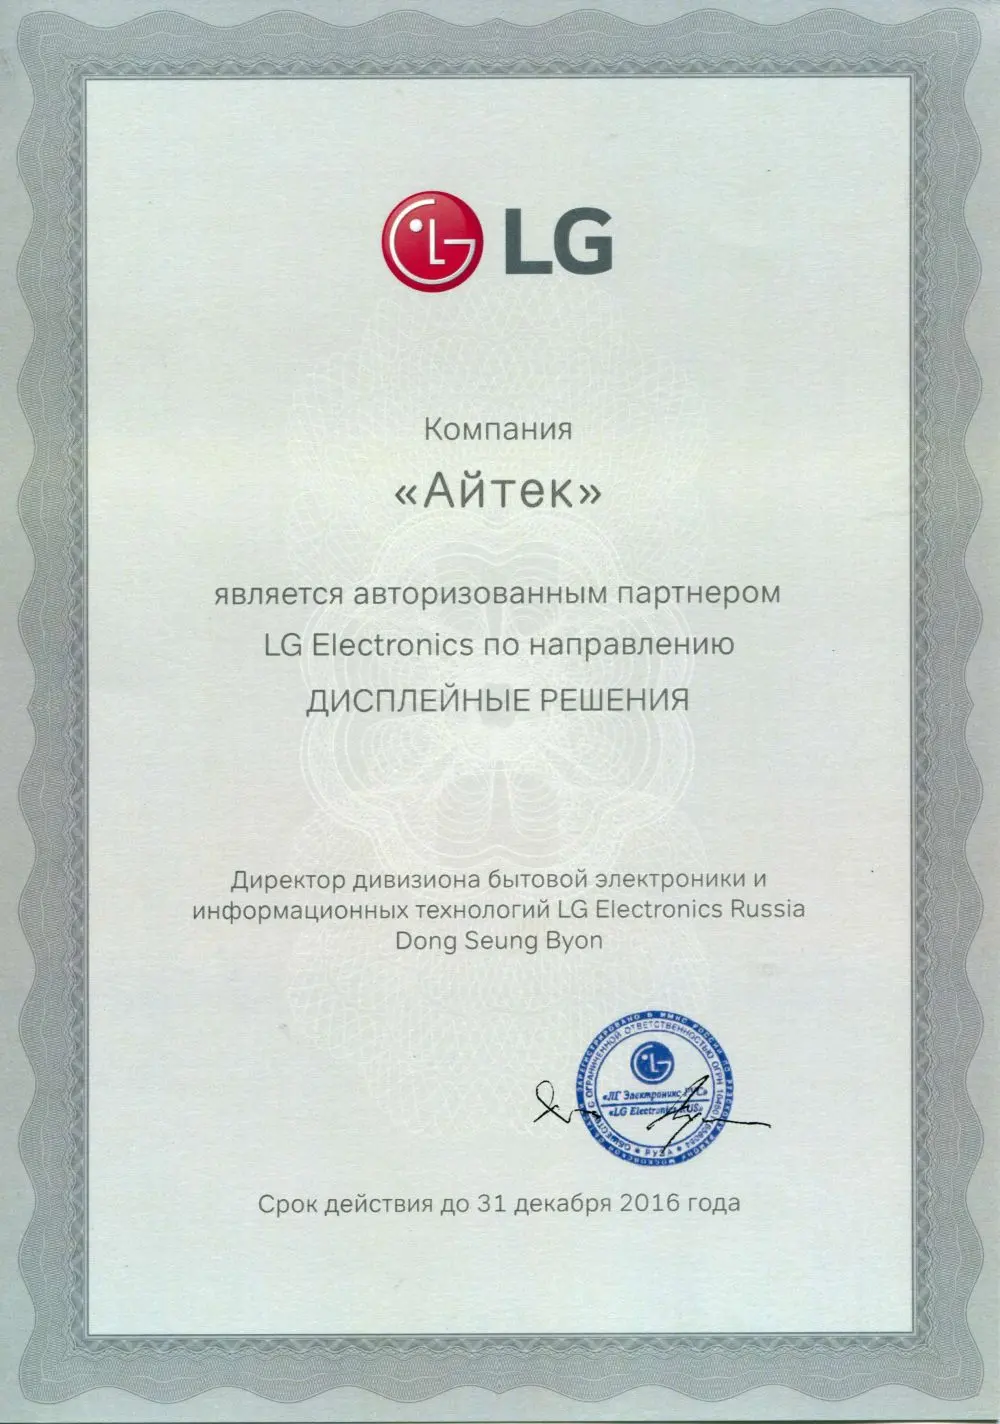 LG
Компания
«Айтек»
является авторизованным партнером
LG Electronics по направлению
ДИСПЛЕЙНЫЕ РЕШЕНИЯ
Директор дивизиона бытовой электроники и
информационных технологий LG Electronics Russia
Dong Seung Byon
«ЛГ Электроникс РУС»
«LG Electronics RUS»
РУЗА
Срок действия до 31 декабря 2016 года